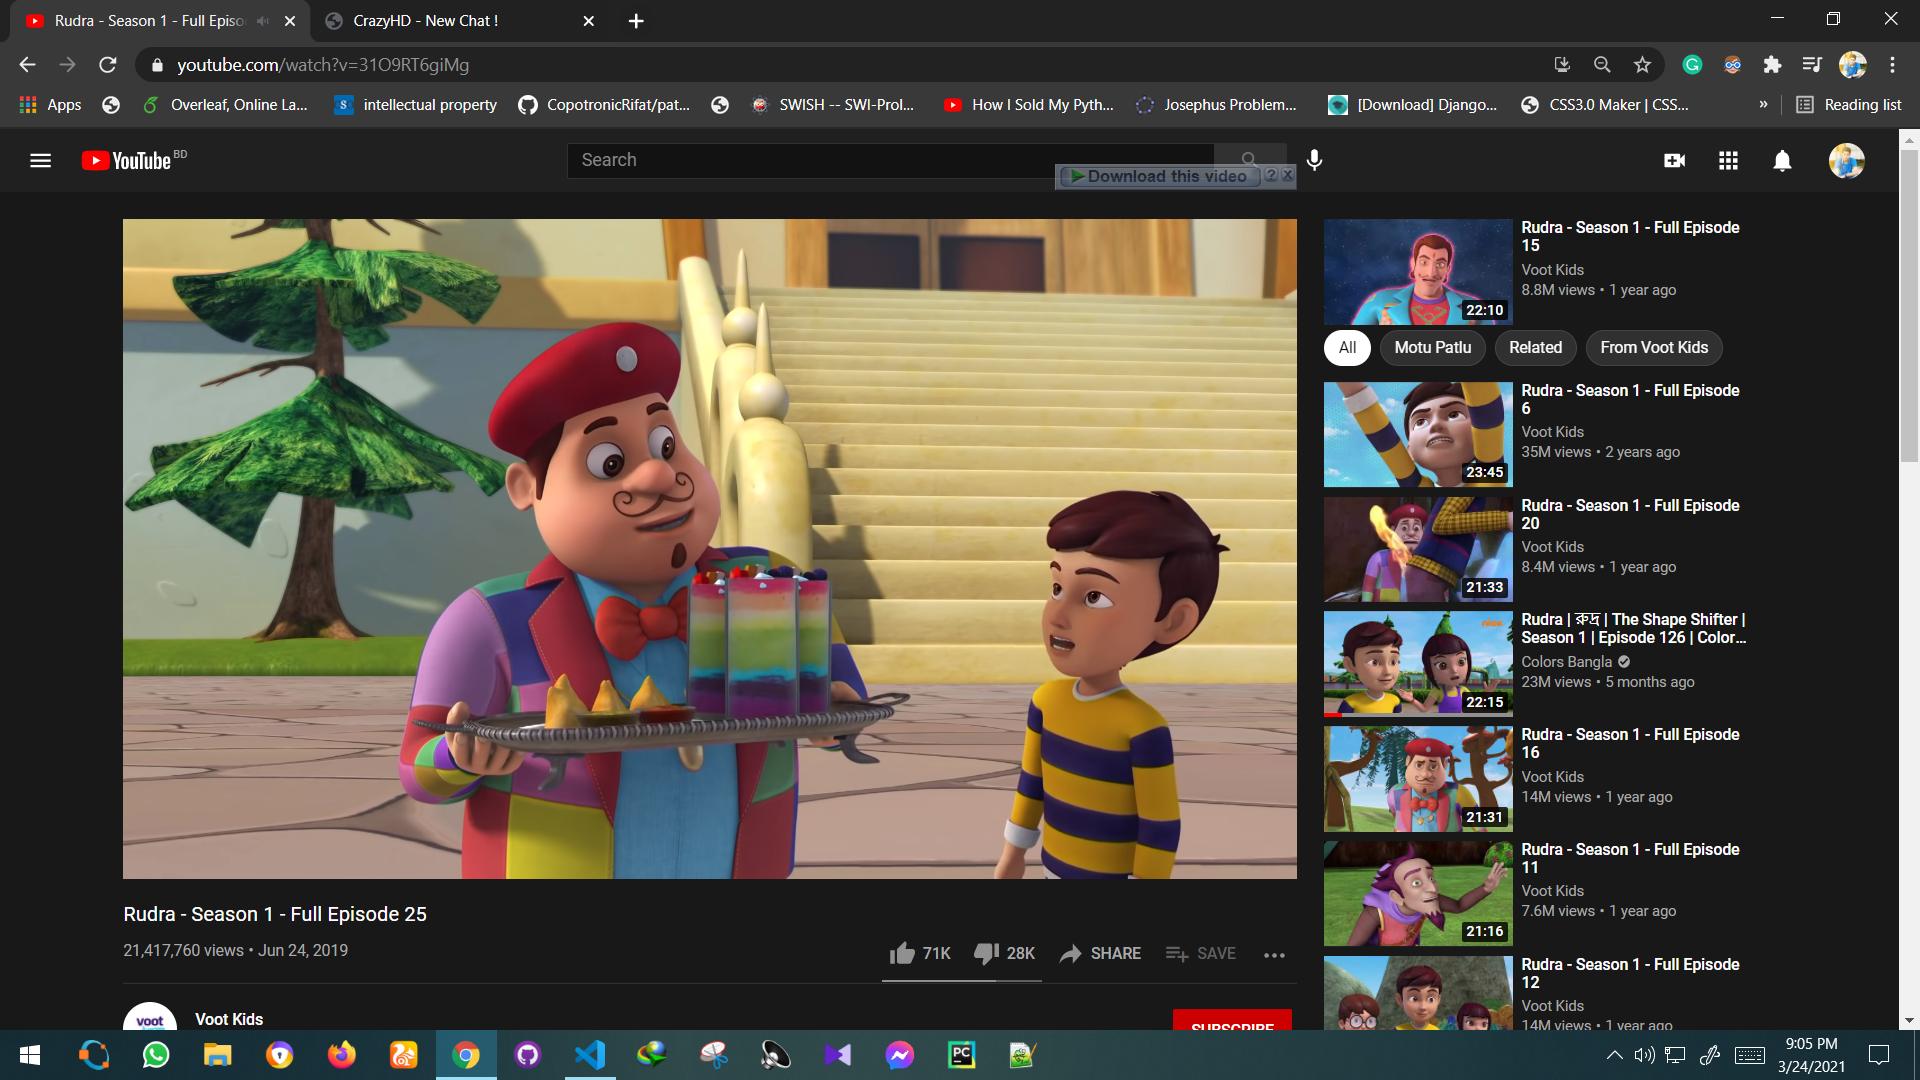 Rudra - Season 1 - Full Episo
CrazyHD - New Chat !
youtube.com/watch?v=31O9RT6giMg
Apps
Overleaf, Online La...
intellectual property
CopotronicRifat/pat...
SWISH -- SWI-Prol...
How I Sold My Pyth...
Josephus Problem...
[Download] Django...
CSS3.0 Maker | CSS...
»
Reading list
YouTube BD
Search
Download this video ? X
Rudra - Season 1 - Full Episode
15
Voot Kids
8.8M views • 1 year ago
22:10
All
Motu Patlu
Related
From Voot Kids
Rudra - Season 1 - Full Episode
6
Voot Kids
35M views • 2 years ago
23:45
Rudra - Season 1 - Full Episode
20
Voot Kids
8.4M views • 1 year ago
21:33
Rudra | রুদ্র | The Shape Shifter |
Season 1 | Episode 126 | Color...
Colors Bangla
23M views • 5 months ago
nick
22:15
Rudra - Season 1 - Full Episode
16
Voot Kids
14M views • 1 year ago
21:31
Rudra - Season 1 - Full Episode
11
Voot Kids
7.6M views • 1 year ago
21:16
Rudra - Season 1 - Full Episode
12
Voot Kids
14M views • 1 year ago
Rudra - Season 1 - Full Episode 25
21,417,760 views • Jun 24, 2019
71K
28K
SHARE
SAVE
voot
Voot Kids
SUBSCRIBE
PC
9:05 PM
3/24/2021